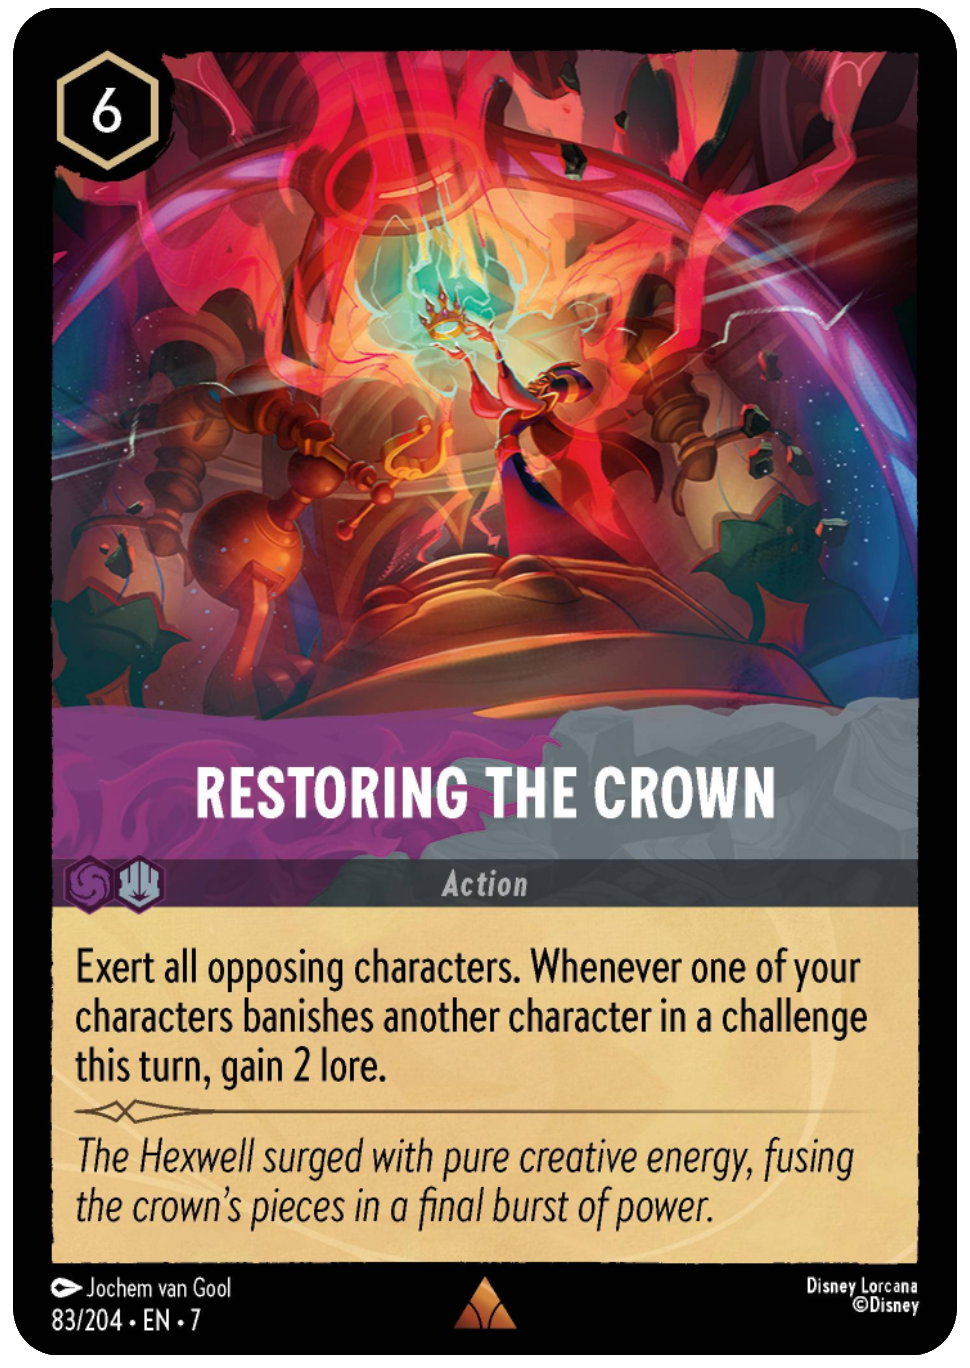 6
RESTORING THE CROWN
Action
Exert all opposing characters. Whenever one of your
characters banishes another character in a challenge
this turn, gain 2 lore.
The Hexwell surged with pure creative energy, fusing
the crown's pieces in a final burst of power.
Jochem van Gool
Disney Lorcana
83/204 • EN • 7
©Disney